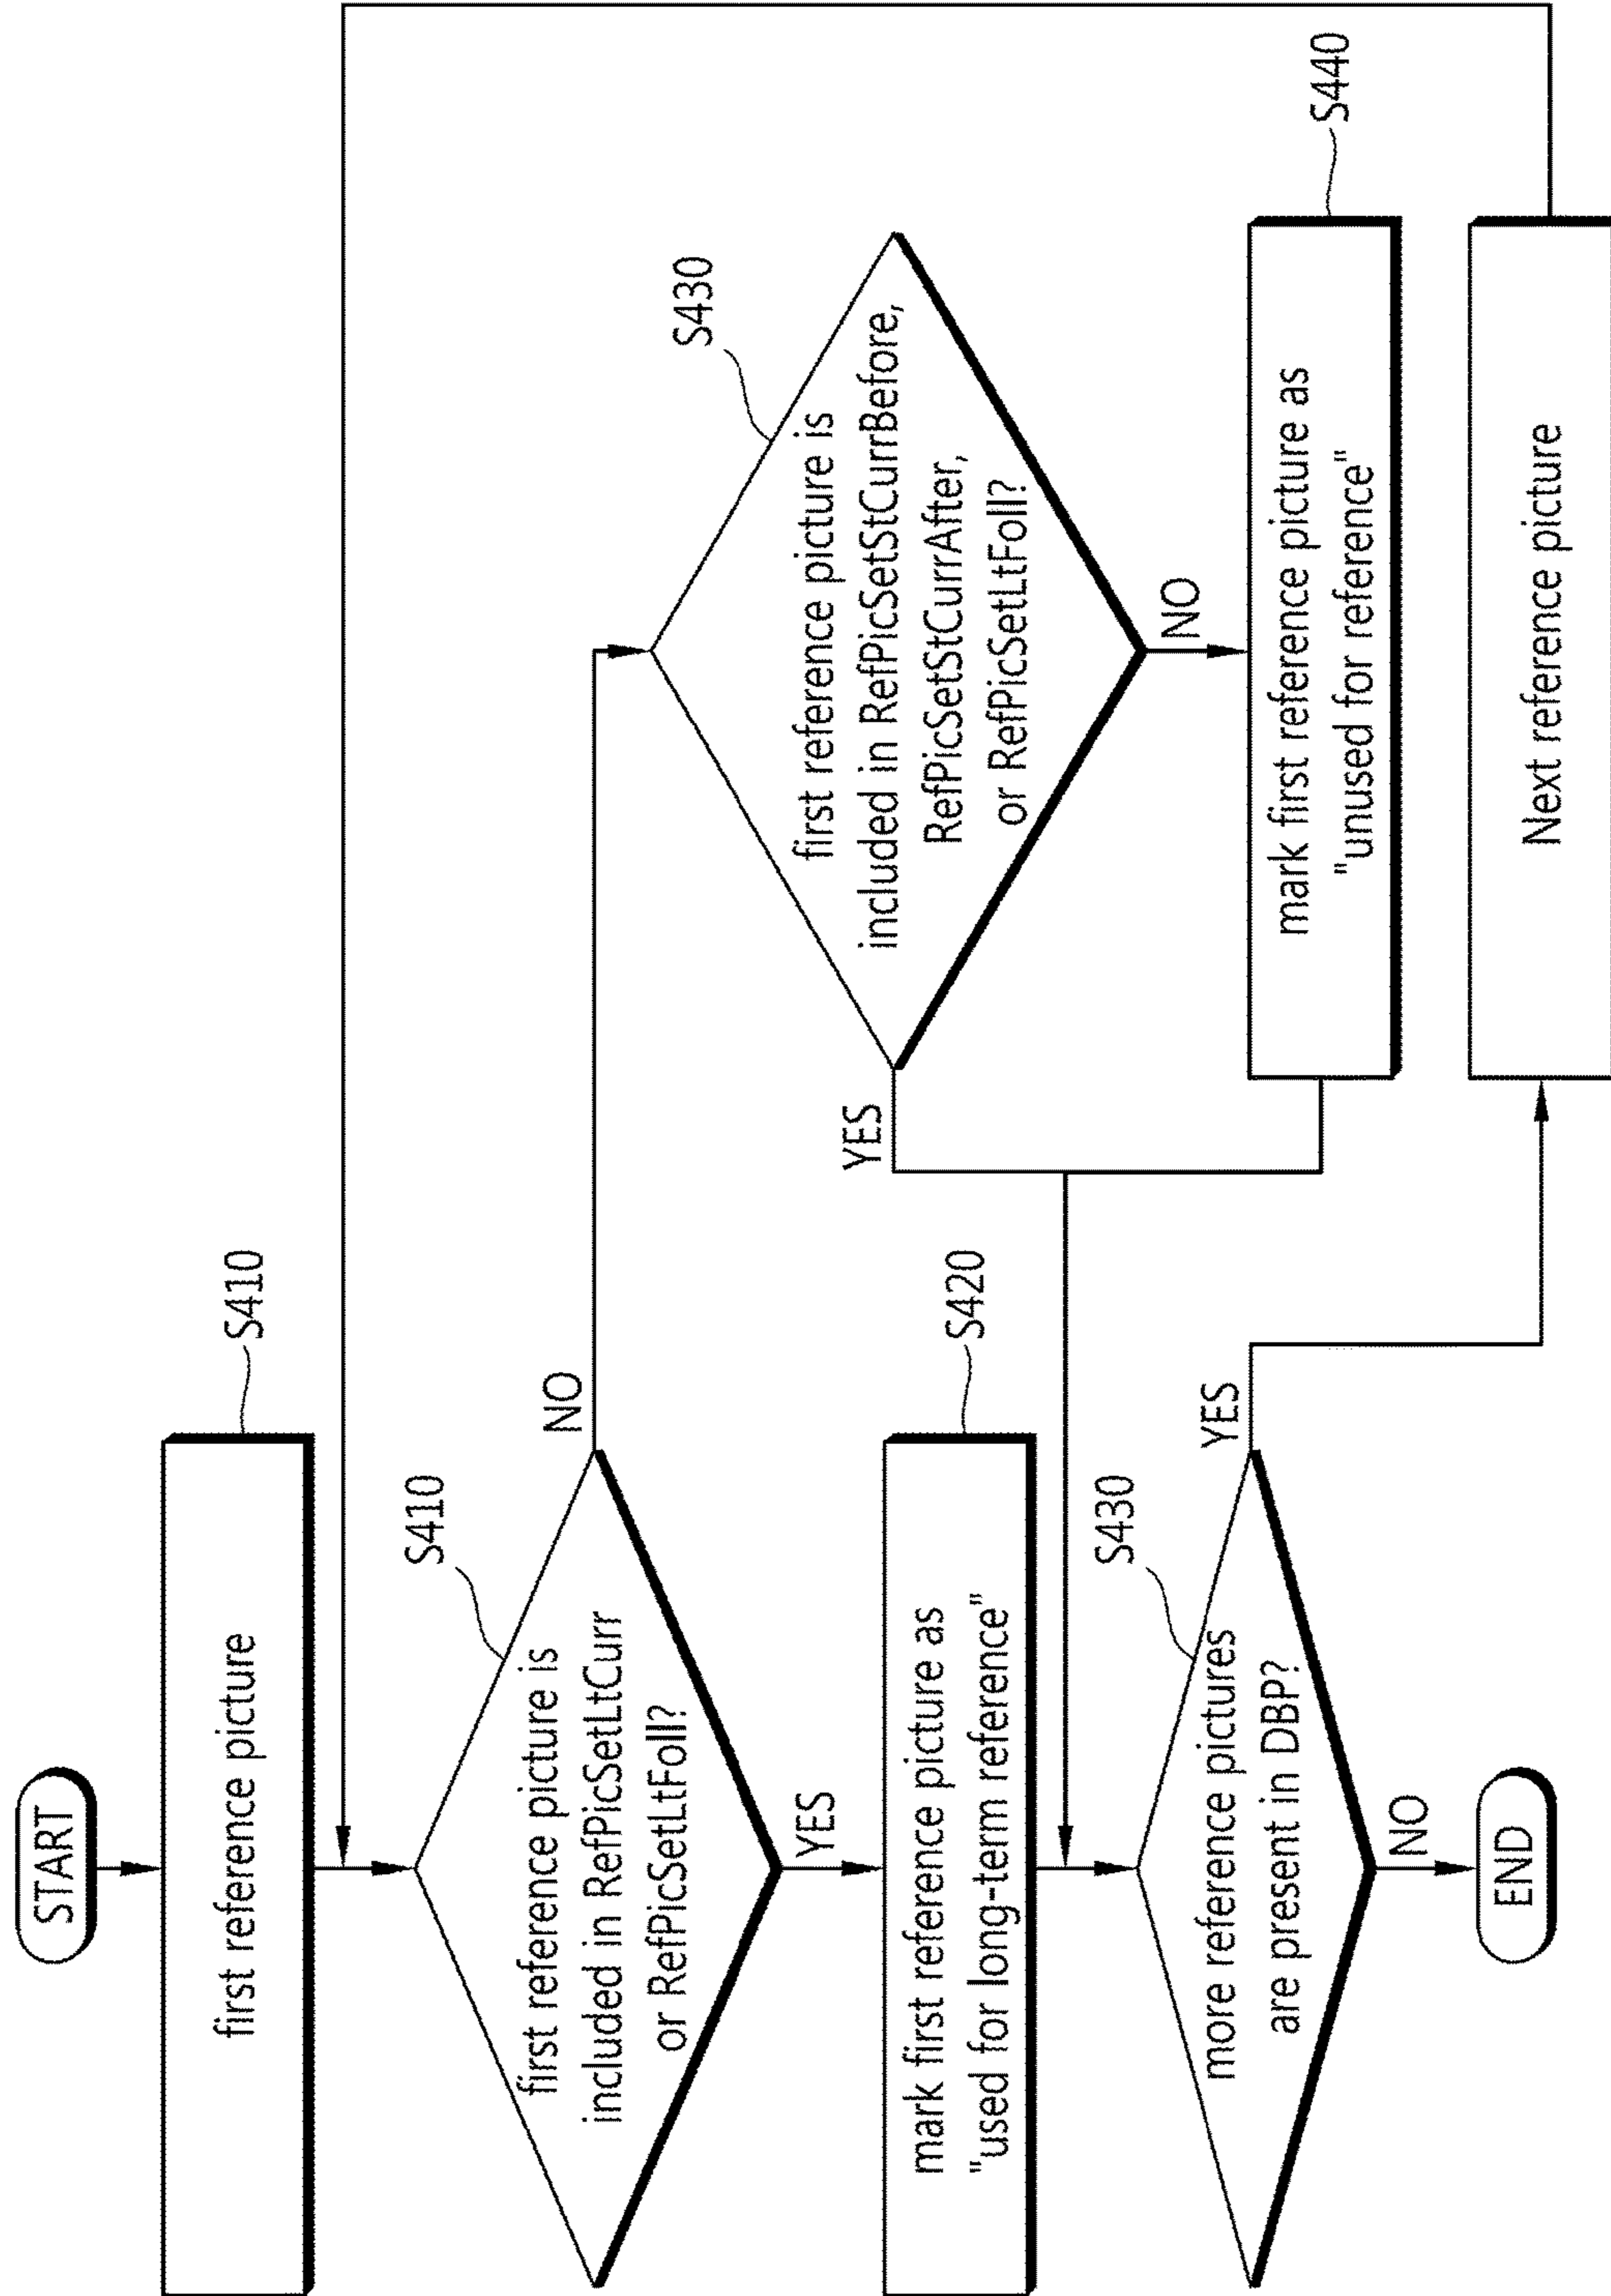 START
first reference picture
S410
first reference picture is
included in RefPicSetLtCurr
or RefPicSetLtFoll?
S410
NO
YES
mark first reference picture as
"used for long-term reference"
S420
more reference pictures
are present in DBP?
S430
YES
NO
END
first reference picture is
included in RefPicSetStCurrBefore,
RefPicSetStCurrAfter,
or RefPicSetLtFoll?
S430
YES
NO
mark first reference picture as
"unused for reference"
S440
Next reference picture